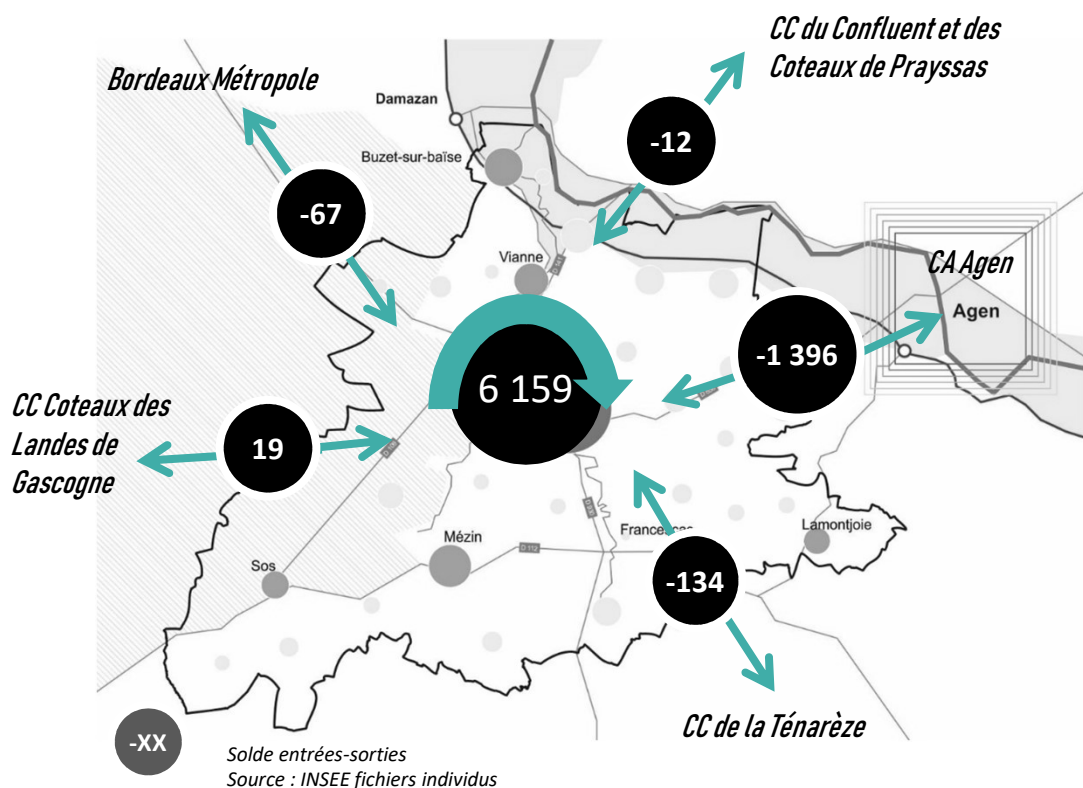 CC du Confluent et des
Coteaux de Prayssas
Bordeaux Métropole
Damazan
-12
Buzet-sur-baïse
-67
Vianne
CA Agen
Agen
-1 396
6 159
CC Coteaux des
Landes de
Gascogne
19
Mézin
D 112
Lamontjoie
Sos
-134
CC de la Ténarèze
-XX
Solde entrées-sorties
Source : INSEE fichiers individus